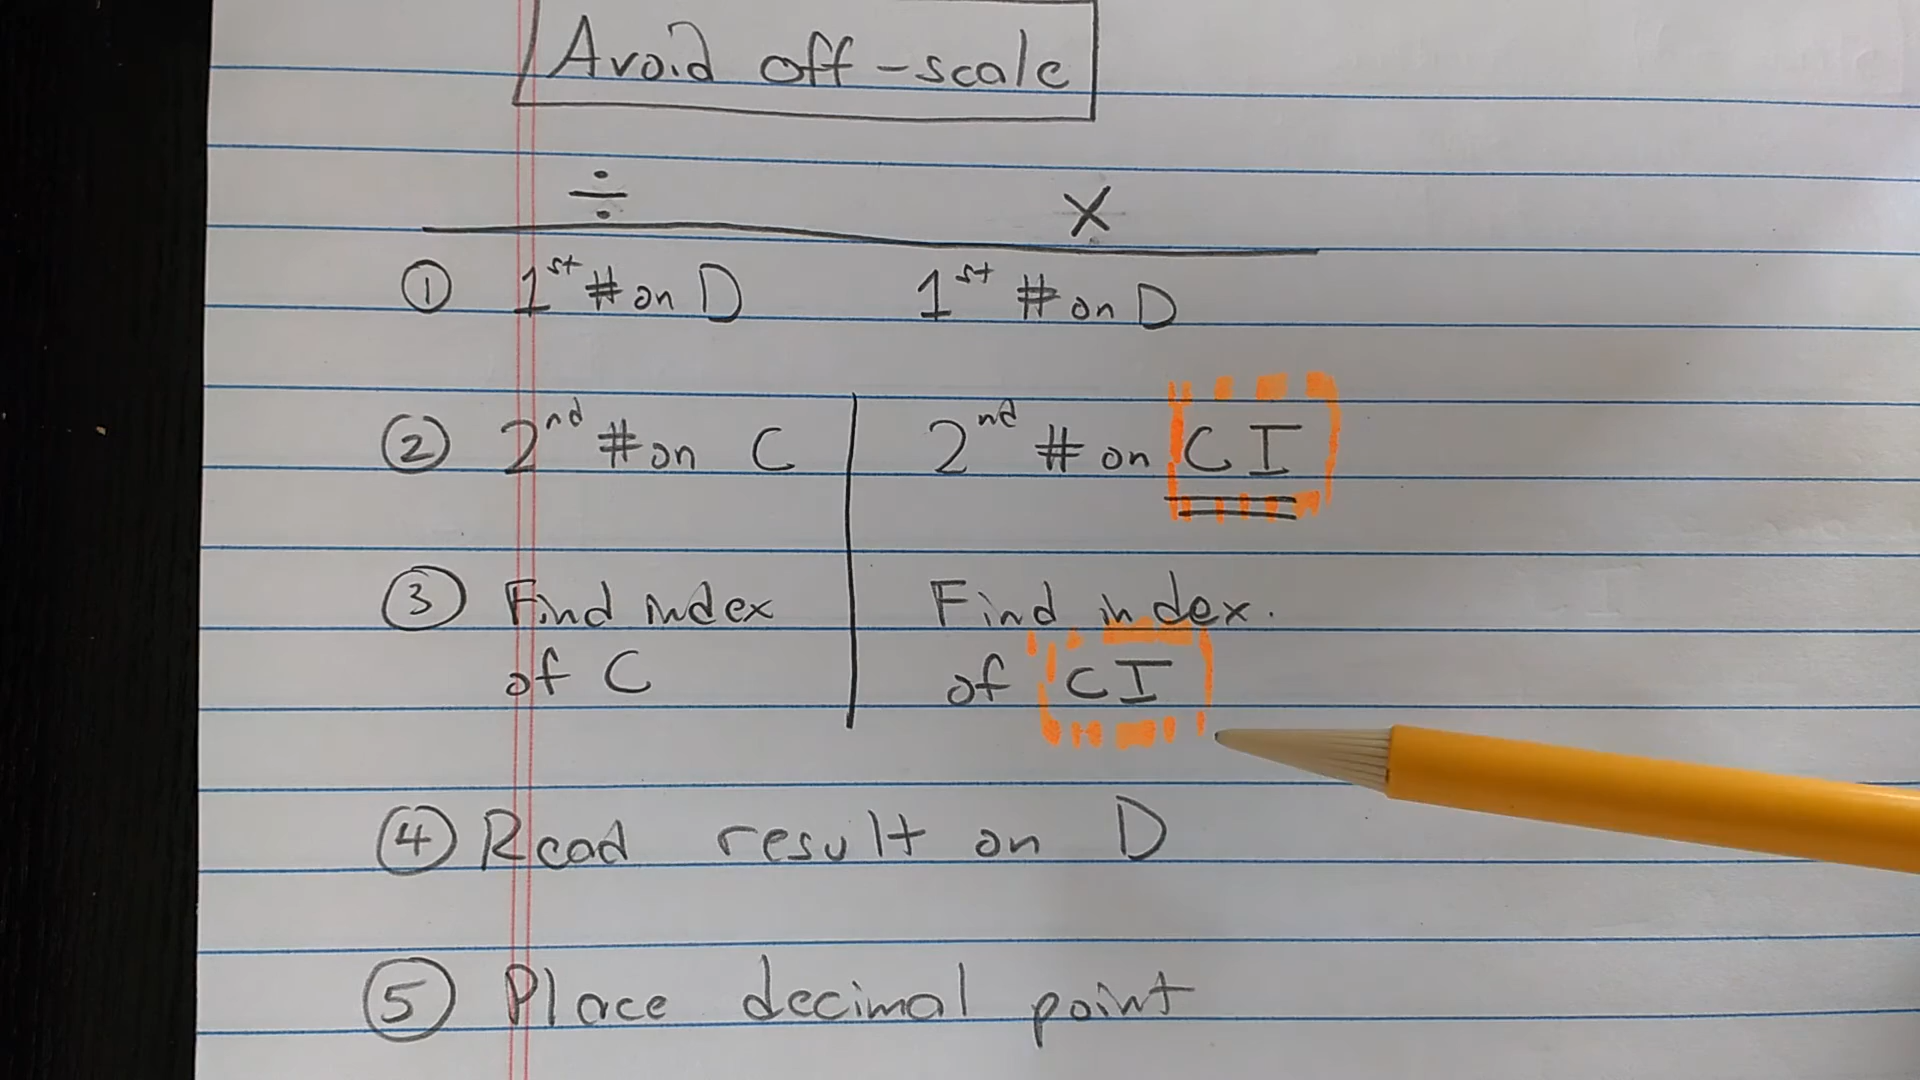 Avoid off-scale
÷ X
① 1st # on D 1st # on D
② 2nd # on C 2nd # on CI
③ Find index Find index.
of C of CI
④ Read result on D
⑤ Place decimal point